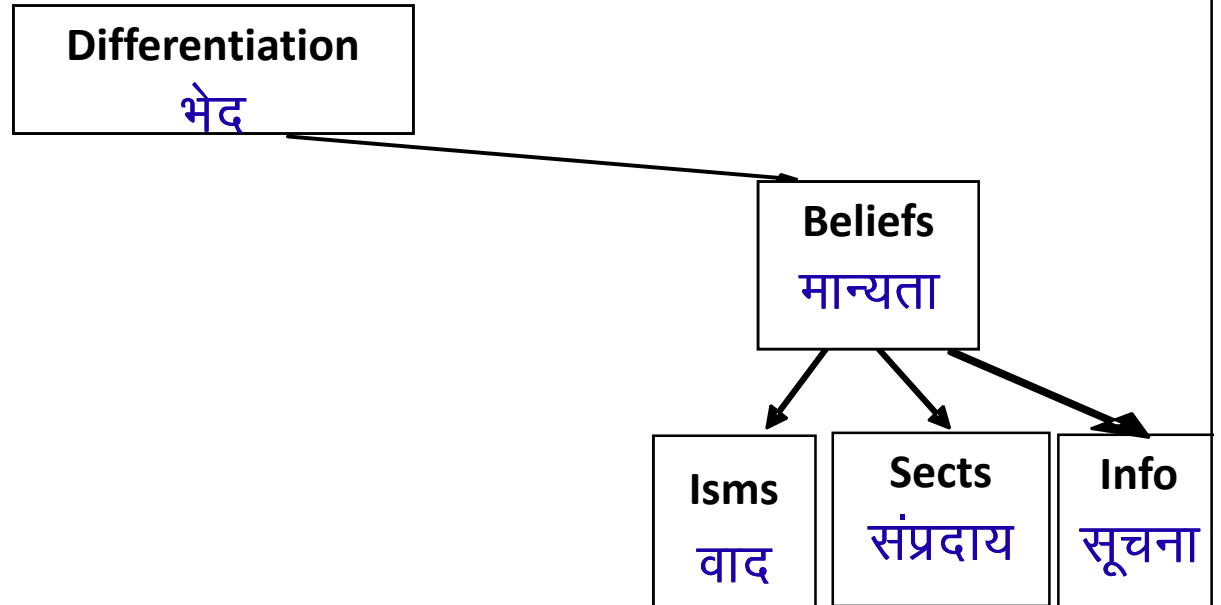 Differentiation
भेद
Beliefs
मान्यता
Isms
वाद
Sects
संप्रदाय
Info
सूचना